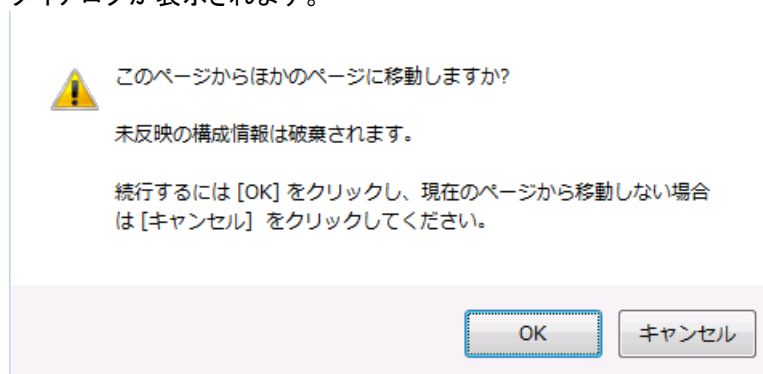 ダイアログが表示されます。
このページからほかのページに移動しますか?
未反映の構成情報は破棄されます。
続行するには [OK] をクリックし、現在のページから移動しない場合
は [キャンセル] をクリックしてください。
OK
キャンセル